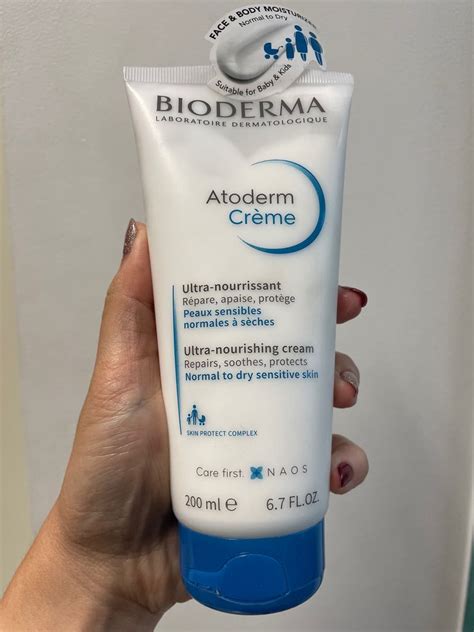 FACE & BODY MOISTURIZER
Normal to Dry
Suitable for Baby & Kids
BIODERMA
LABORATOIRE DERMATOLOGIQUE
Atoderm
Crème
Ultra-nourrissant
Répare, apaise, protège
Peaux sensibles
normales à sèches
Ultra-nourishing cream
Repairs, soothes, protects
Normal to dry sensitive skin
SKIN PROTECT COMPLEX
Care first. NAOS
200 ml e 6.7 FL.OZ.